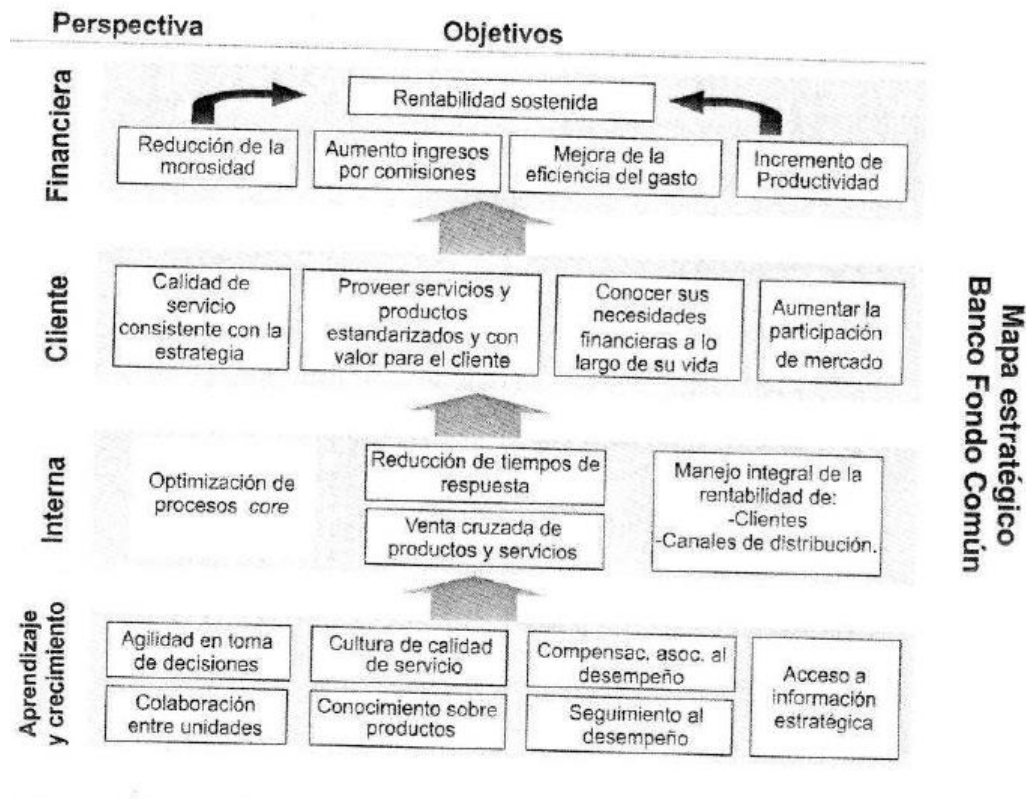 Perspectiva
Objetivos
Financiera
Rentabilidad sostenida
Reducción de la
morosidad
Aumento ingresos
por comisiones
Mejora de la
eficiencia del gasto
Incremento de
Productividad
Cliente
Calidad de
servicio
consistente con la
estrategia
Proveer servicios y
productos
estandarizados y con
valor para el cliente
Conocer sus
necesidades
financieras a lo
largo de su vida
Aumentar la
participación
de mercado
Interna
Optimización de
procesos core
Reducción de tiempos de
respuesta
Venta cruzada de
productos y servicios
Manejo integral de la
rentabilidad de:
-Clientes
-Canales de distribución.
Aprendizaje
y crecimiento
Agilidad en toma
de decisiones
Colaboración
entre unidades
Cultura de calidad
de servicio
Conocimiento sobre
productos
Compensac. asoc. al
desempeño
Seguimiento al
desempeño
Acceso a
información
estratégica
Mapa estratégico
Banco Fondo Común